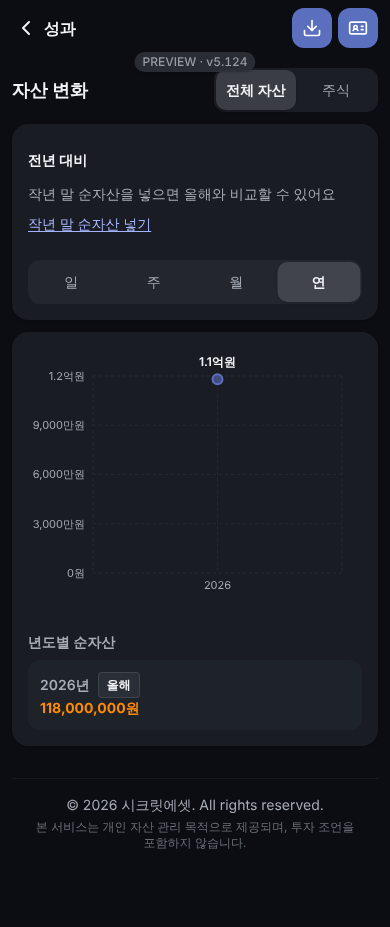 성과
PREVIEW · v5.124
자산 변화
전체 자산
주식
전년 대비
작년 말 순자산을 넣으면 올해와 비교할 수 있어요
작년 말 순자산 넣기
일
주
월
연
1.1억원
1.2억원
9,000만원
6,000만원
3,000만원
0원
2026
년도별 순자산
2026년 올해
118,000,000원
© 2026 시크릿에셋. All rights reserved.
본 서비스는 개인 자산 관리 목적으로 제공되며, 투자 조언을
포함하지 않습니다.